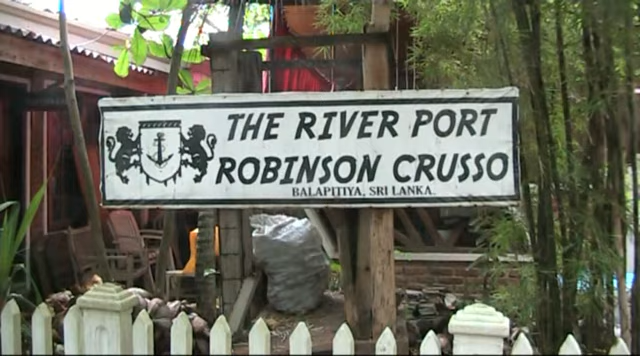 THE RIVER PORT
ROBINSON CRUSSO
BALAPITIYA, SRI LANKA.